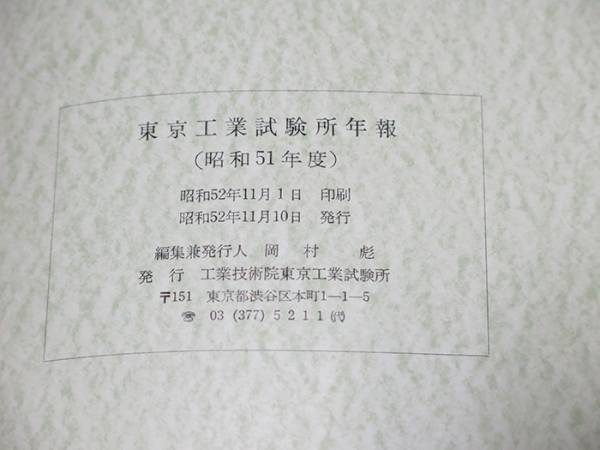 東京工業試験所年報
(昭和51年度)
昭和52年11月1日 印刷
昭和52年11月10日 発行
編集兼発行人 岡村 彪
発行 工業技術院東京工業試験所
〒151 東京都渋谷区本町1―1―5
☎ 03 (377) 5211 (代)